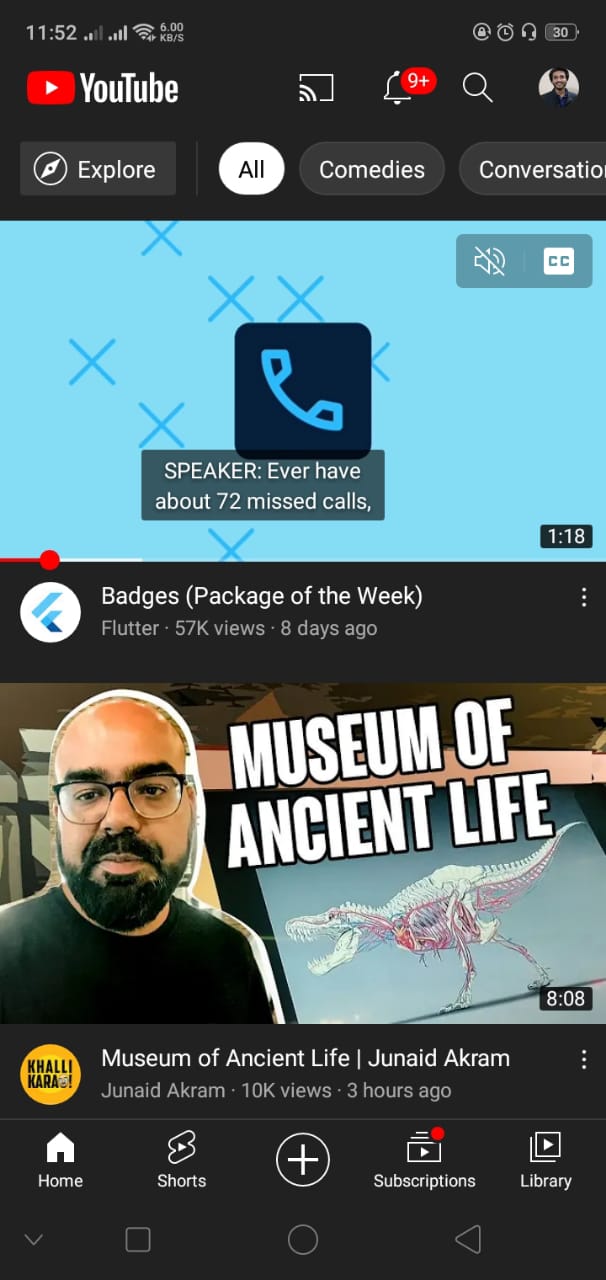 11:52
6.00
KB/S
30
YouTube
9+
Explore
All
Comedies
Conversatio
CC
SPEAKER: Ever have
about 72 missed calls,
1:18
Badges (Package of the Week)
Flutter · 57K views · 8 days ago
MUSEUM OF
ANCIENT LIFE
8:08
KHALLI
KARAO!
Museum of Ancient Life | Junaid Akram
Junaid Akram · 10K views · 3 hours ago
Home
Shorts
Subscriptions
Library